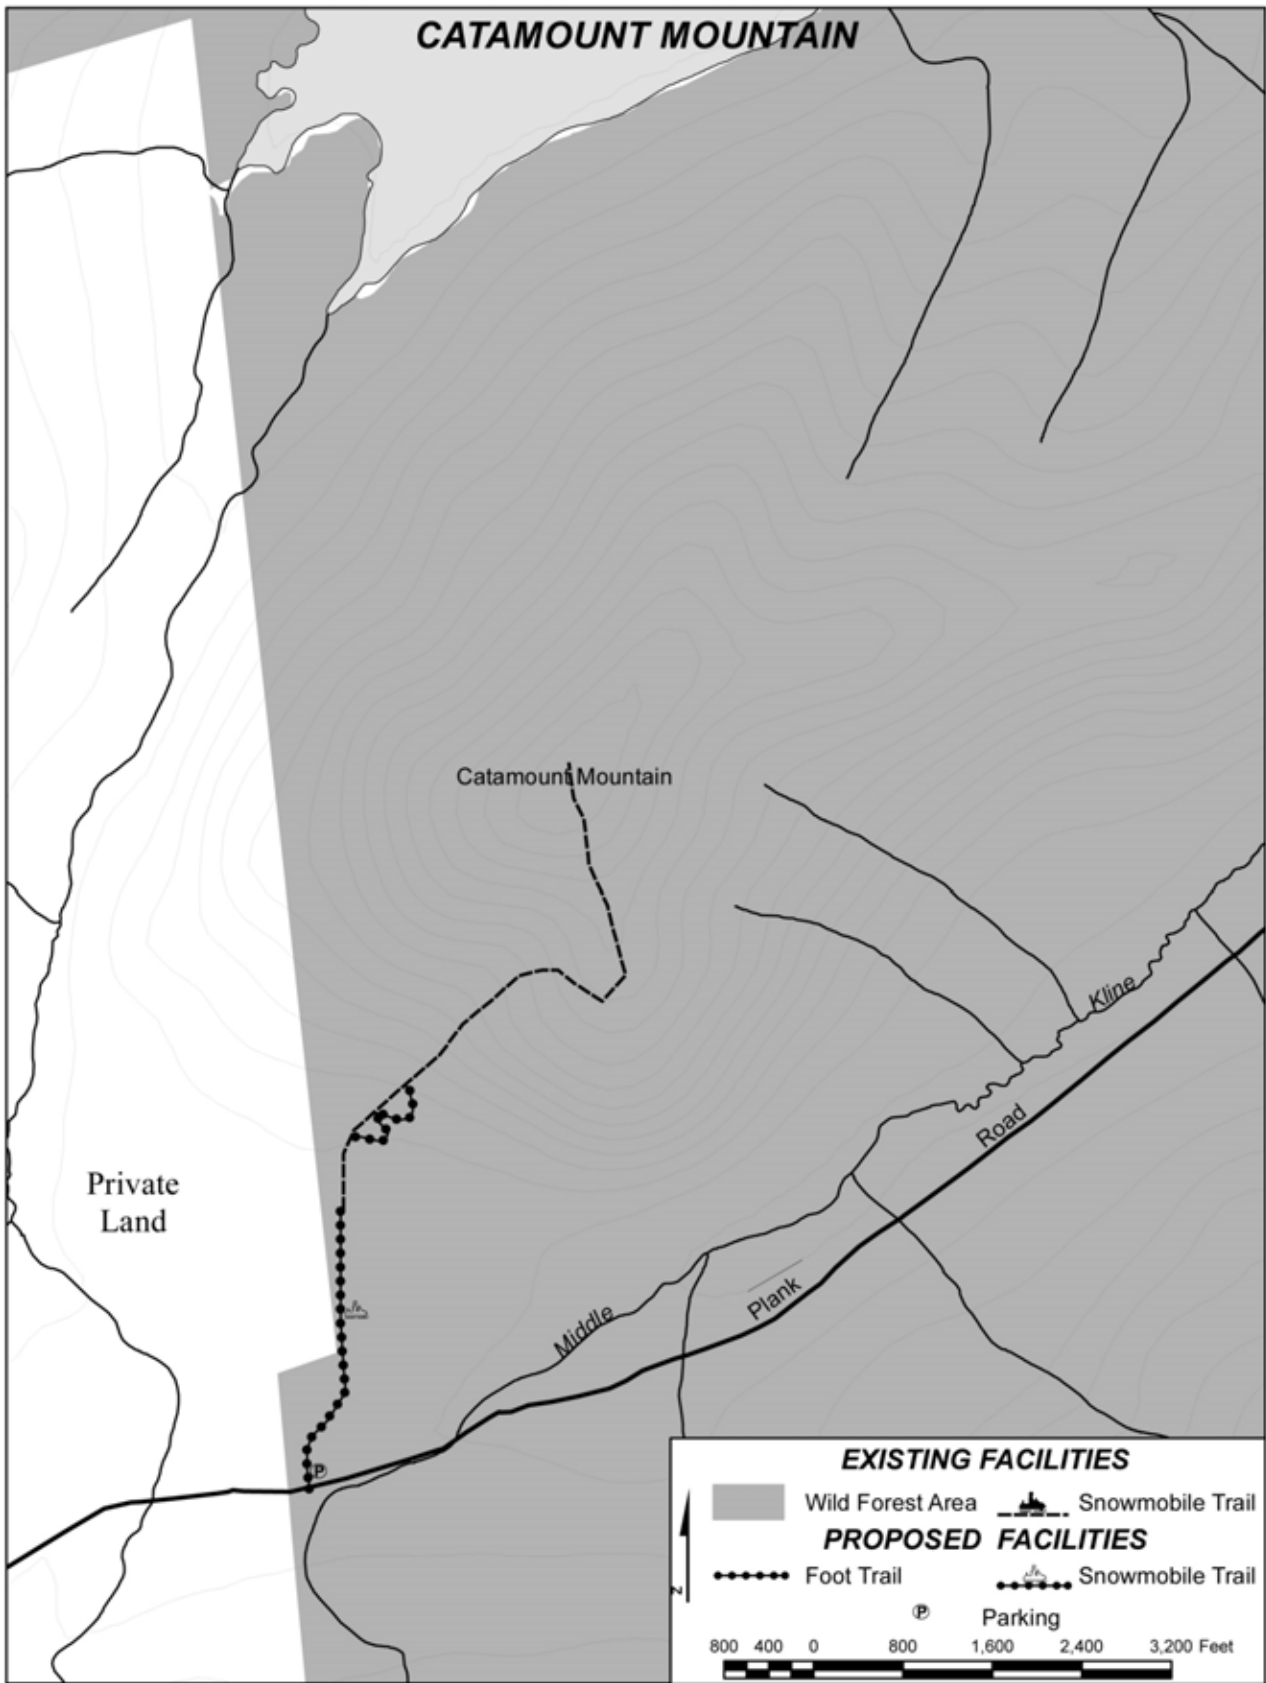 CATAMOUNT MOUNTAIN
Catamount Mountain
Kline
Road
Private
Land
Plank
Middle
P
EXISTING FACILITIES
Wild Forest Area
Snowmobile Trail
PROPOSED FACILITIES
Foot Trail
Snowmobile Trail
P
Parking
N
800 400 0 800 1,600 2,400 3,200 Feet